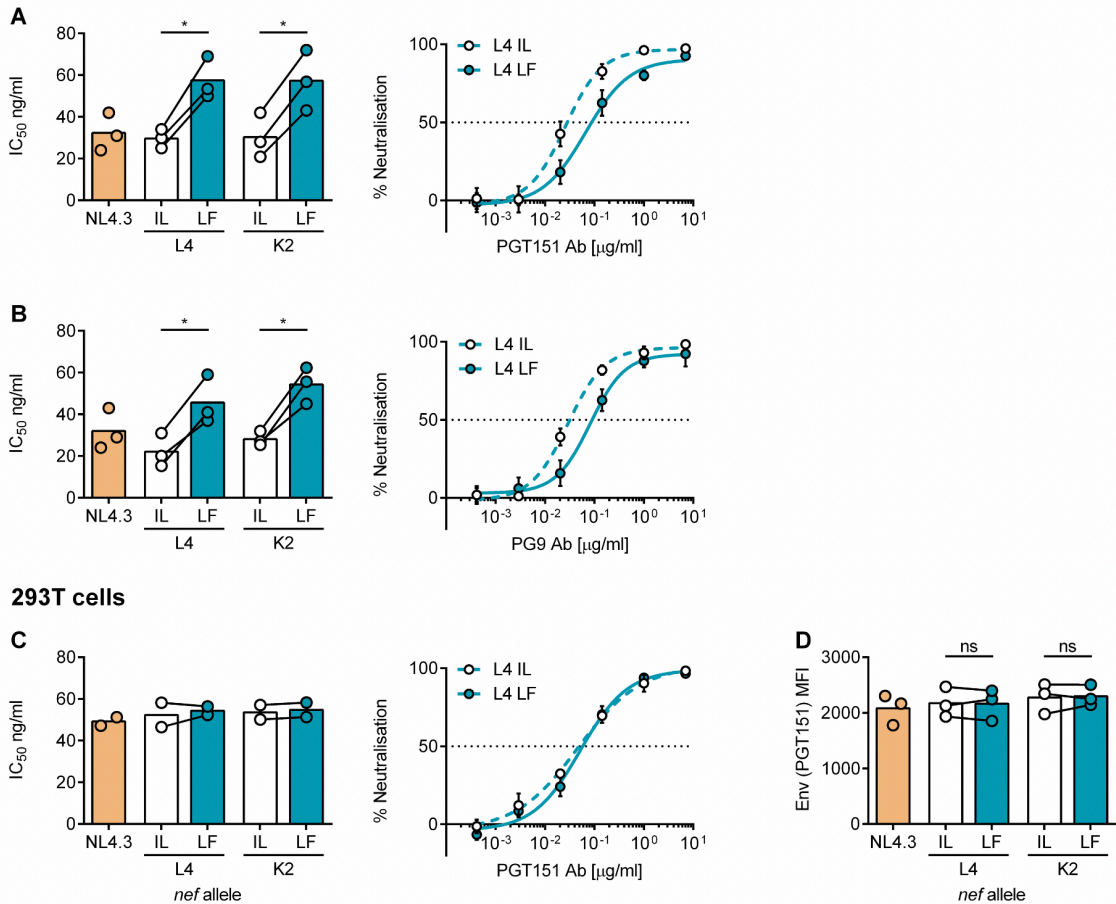 A
IC50 ng/ml
80
60
40
20
0
*
*
NL4.3
IL
LF
IL
LF
L4
K2
% Neutralisation
100
50
0
L4 IL
L4 LF
10-3
10-2
10-1
100
101
PGT151 Ab [μg/ml]
B
IC50 ng/ml
80
60
40
20
0
*
*
NL4.3
IL
LF
IL
LF
L4
K2
% Neutralisation
100
50
0
L4 IL
L4 LF
10-3
10-2
10-1
100
101
PG9 Ab [μg/ml]
293T cells
C
IC50 ng/ml
80
60
40
20
0
NL4.3
IL
LF
IL
LF
L4
K2
nef allele
% Neutralisation
100
50
0
L4 IL
L4 LF
10-3
10-2
10-1
100
101
PGT151 Ab [μg/ml]
D
Env (PGT151) MFI
3000
2000
1000
0
ns
ns
NL4.3
IL
LF
IL
LF
L4
K2
nef allele